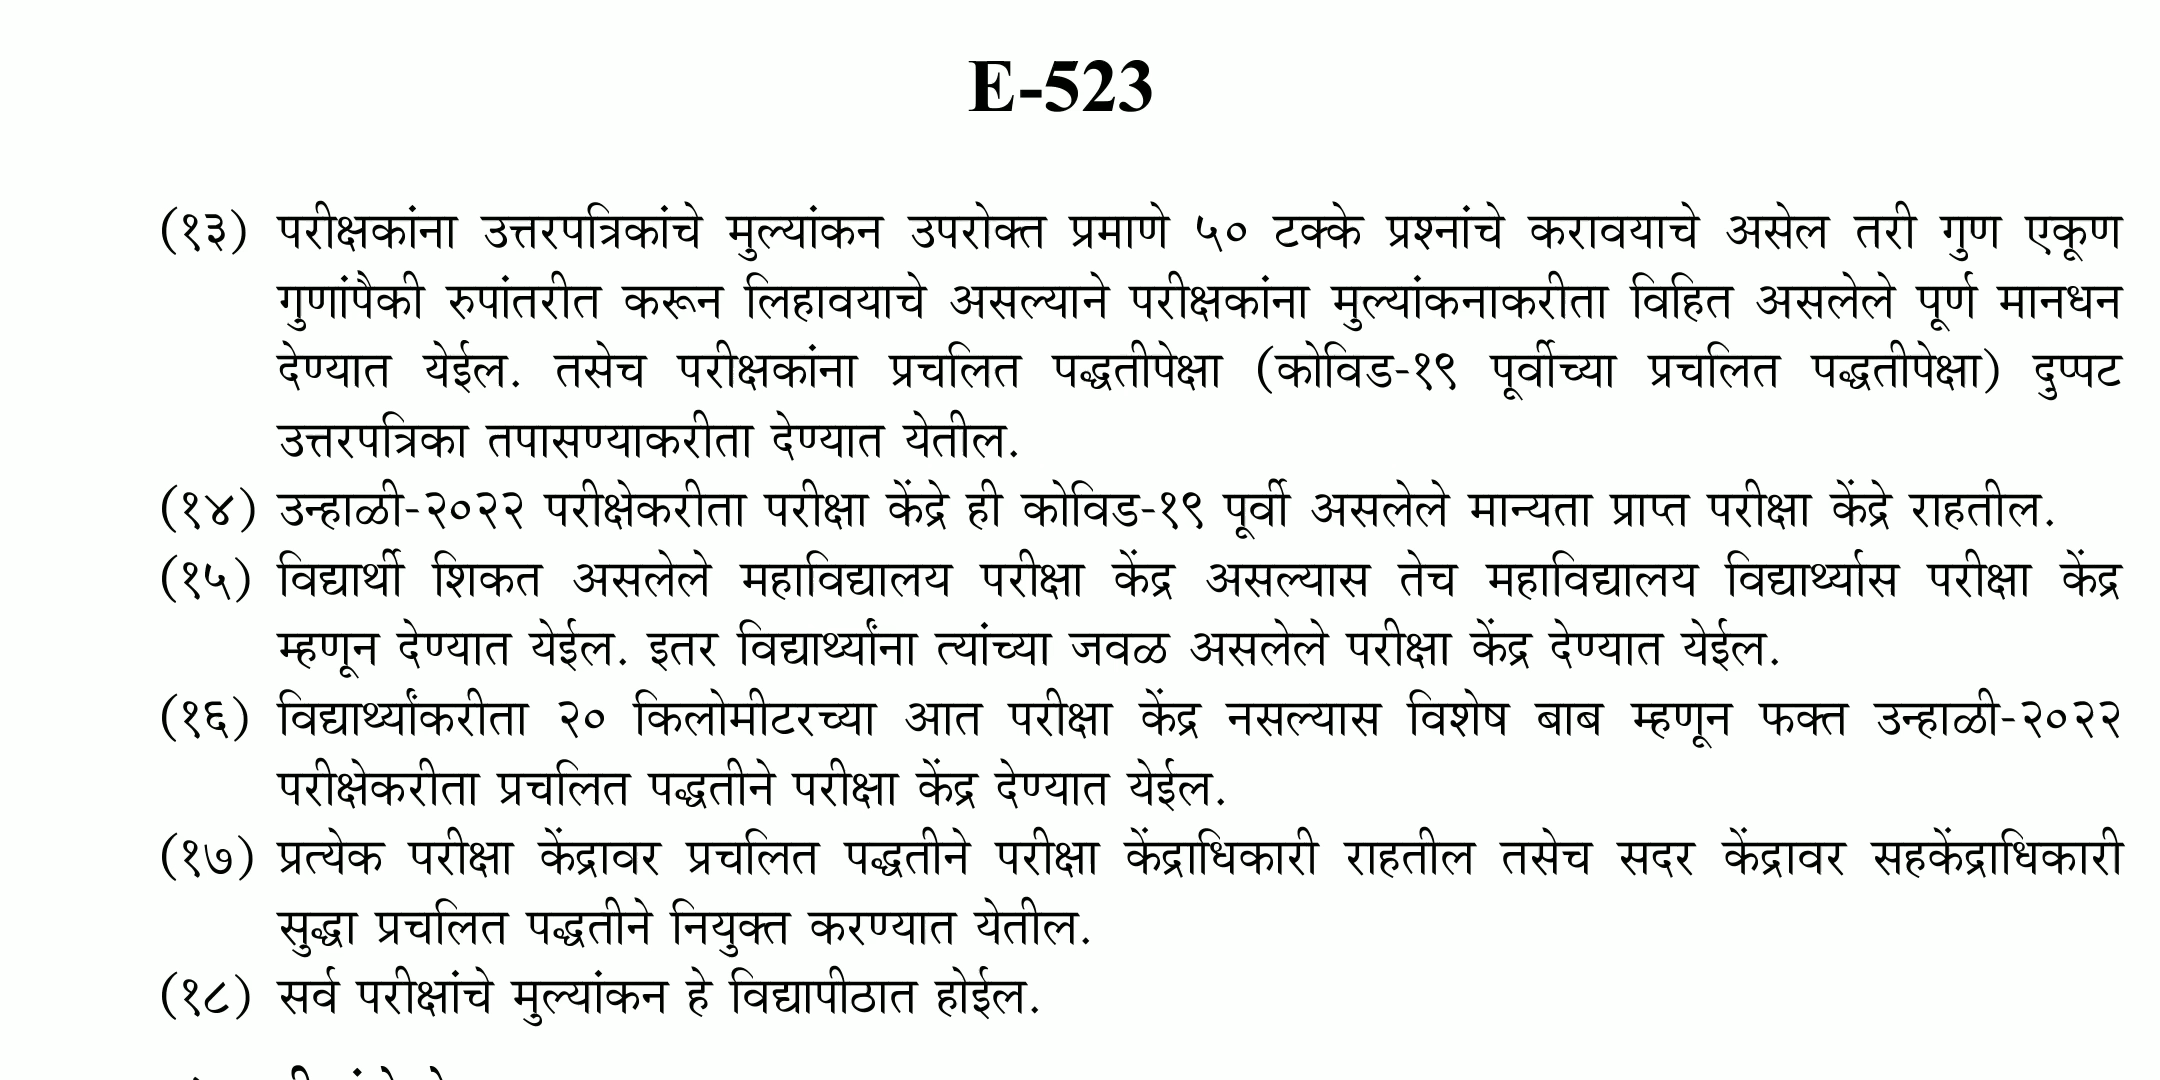 E-523
(१३) परीक्षकांना उत्तरपत्रिकांचे मुल्यांकन उपरोक्त प्रमाणे ५० टक्के प्रश्नांचे करावयाचे असेल तरी गुण एकूण
गुणांपैकी रुपांतरीत करून लिहावयाचे असल्याने परीक्षकांना मुल्यांकनाकरीता विहित असलेले पूर्ण मानधन
देण्यात येईल. तसेच परीक्षकांना प्रचलित पद्धतीपेक्षा (कोविड-१९ पूर्वीच्या प्रचलित पद्धतीपेक्षा) दुप्पट
उत्तरपत्रिका तपासण्याकरीता देण्यात येतील.
(१४) उन्हाळी-२०२२ परीक्षेकरीता परीक्षा केंद्रे ही कोविड-१९ पूर्वी असलेले मान्यता प्राप्त परीक्षा केंद्रे राहतील.
(१५) विद्यार्थी शिकत असलेले महाविद्यालय परीक्षा केंद्र असल्यास तेच महाविद्यालय विद्यार्थ्यास परीक्षा केंद्र
म्हणून देण्यात येईल. इतर विद्यार्थ्यांना त्यांच्या जवळ असलेले परीक्षा केंद्र देण्यात येईल.
(१६) विद्यार्थ्यांकरीता २० किलोमीटरच्या आत परीक्षा केंद्र नसल्यास विशेष बाब म्हणून फक्त उन्हाळी-२०२२
परीक्षेकरीता प्रचलित पद्धतीने परीक्षा केंद्र देण्यात येईल.
(१७) प्रत्येक परीक्षा केंद्रावर प्रचलित पद्धतीने परीक्षा केंद्राधिकारी राहतील तसेच सदर केंद्रावर सहकेंद्राधिकारी
सुद्धा प्रचलित पद्धतीने नियुक्त करण्यात येतील.
(१८) सर्व परीक्षांचे मुल्यांकन हे विद्यापीठात होईल.